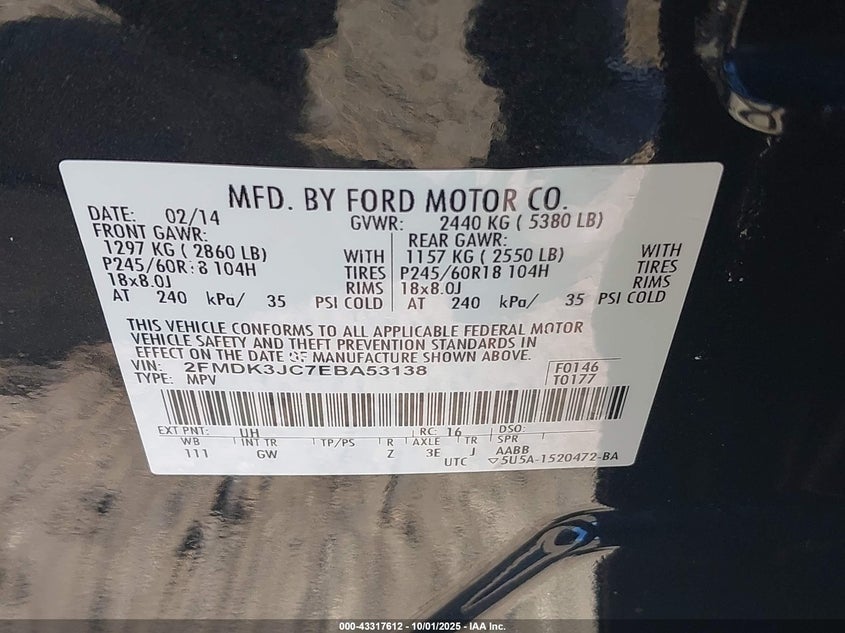 MFD. BY FORD MOTOR CO.
DATE: 02/14 GVWR: 2440 KG ( 5380 LB)
FRONT GAWR: REAR GAWR:
1297 KG ( 2860 LB) WITH 1157 KG ( 2550 LB) WITH
P245/60R18 104H TIRES P245/60R18 104H TIRES
18x8.0J RIMS 18x8.0J RIMS
AT 240 kPa/ 35 PSI COLD AT 240 kPa/ 35 PSI COLD
THIS VEHICLE CONFORMS TO ALL APPLICABLE FEDERAL MOTOR
VEHICLE SAFETY AND THEFT PREVENTION STANDARDS IN
EFFECT ON THE DATE OF MANUFACTURE SHOWN ABOVE.
VIN: 2FMDK3JC7EBA53138 F0146
TYPE: MPV T0177
EXT PNT: UH RC: 16 DSO:
WB INT TR TP/PS R AXLE TR SPR
111 GW Z 3E J AABB
UTC ▽5U5A-1520472-BA
000-43317612 - 10/01/2025 - IAA Inc.